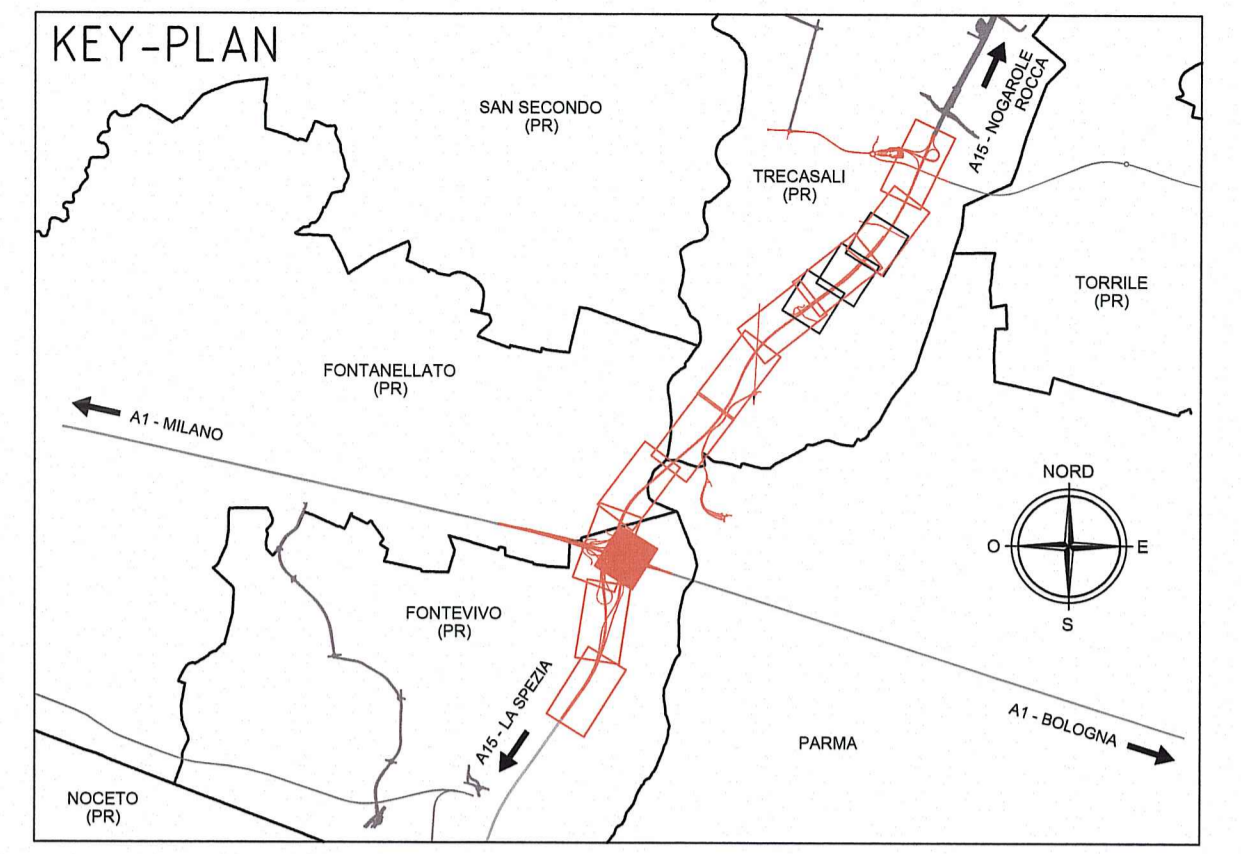 KEY-PLAN
SAN SECONDO
(PR)
A15 - NOGAROLE
ROCCA
TRECASALI
(PR)
TORRILE
(PR)
FONTANELLATO
(PR)
A1 - MILANO
NORD
O
E
S
FONTEVIVO
(PR)
A15 - LA SPEZIA
A1 - BOLOGNA
PARMA
NOCETO
(PR)